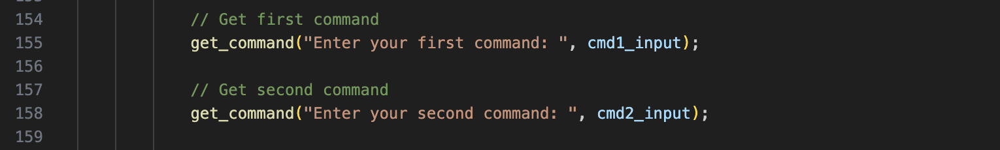 154 // Get first command
155 get_command("Enter your first command: ", cmd1_input);
156
157 // Get second command
158 get_command("Enter your second command: ", cmd2_input);
159